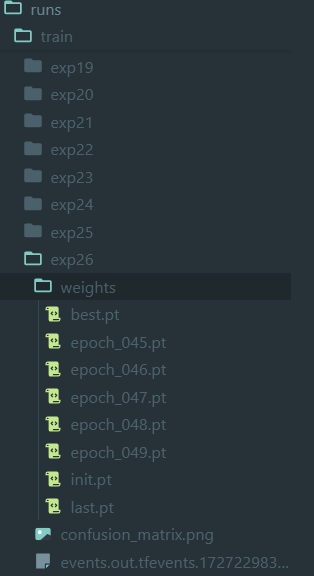 runs
train
exp19
exp20
exp21
exp22
exp23
exp24
exp25
exp26
weights
best.pt
epoch_045.pt
epoch_046.pt
epoch_047.pt
epoch_048.pt
epoch_049.pt
init.pt
last.pt
confusion_matrix.png
events.out.tfevents.172722983...